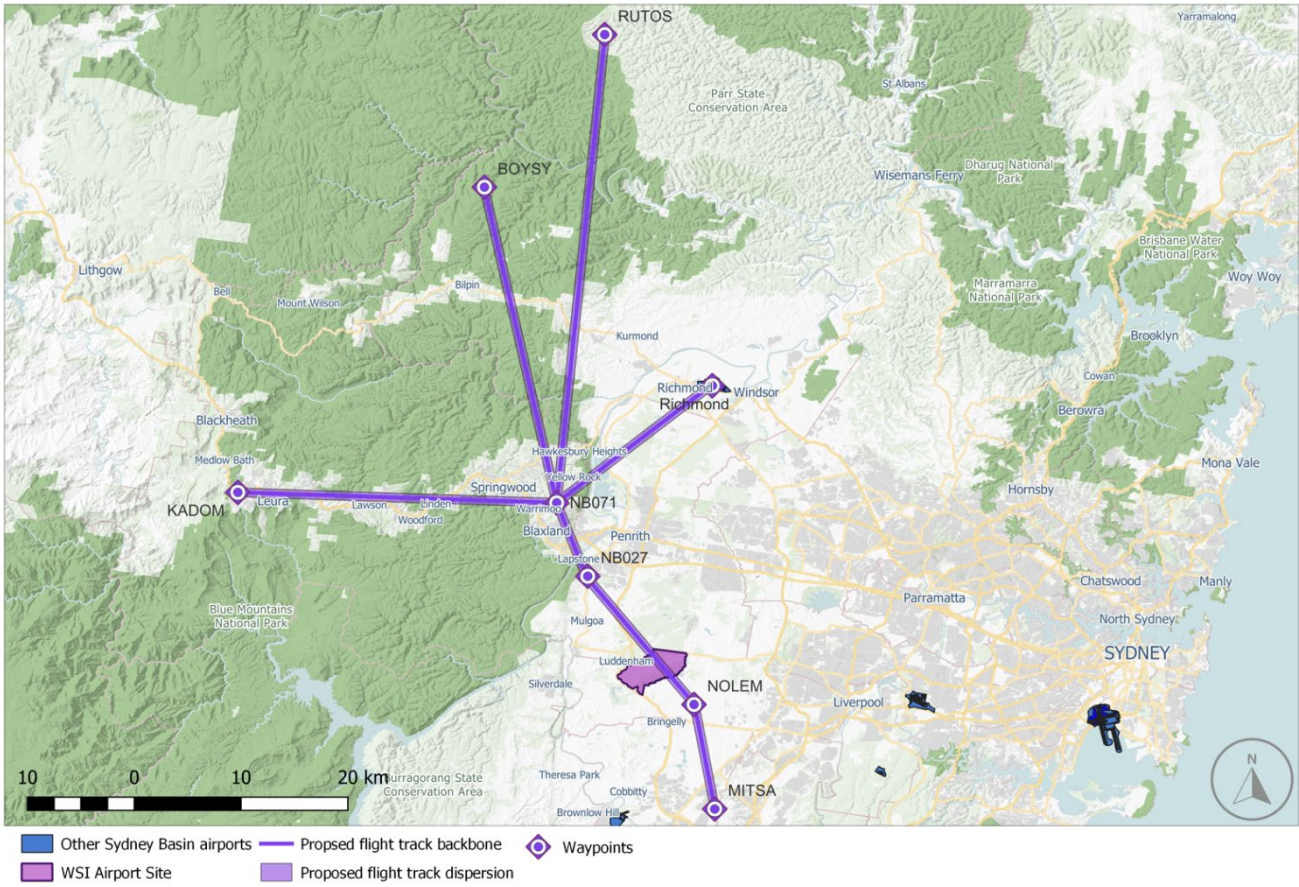 RUTOS
Yarramalong
St Albans
Parr State
Conservation Area
BOYSY
Dharug National
Park
Wisemans Ferry
Brisbane Water
National Park
Lithgow
Bell
Bilpin
Mount Wilson
Marramarra
National Park
Woy Woy
Kurmond
Brooklyn
Cowan
Richmond
Windsor
Richmond
Berowra
Blackheath
Hawkesbury Heights
Medlow Bath
Mona Vale
Yellow Rock
Springwood
Hornsby
KADOM
Leura
Lawson
Linden
Warrimoo
NB071
Woodford
Blaxland
Penrith
Lapstone
NB027
Chatswood
Manly
Parramatta
Blue Mountains
National Park
Mulgoa
North Sydney
SYDNEY
Luddenham
Silverdale
NOLEM
Liverpool
Bringelly
N
10 0 10 20 km
Burragorang State
Conservation Area
Theresa Park
Cobbitty
MITSA
Brownlow Hill
Other Sydney Basin airports
Propsed flight track backbone
Waypoints
WSI Airport Site
Proposed flight track dispersion